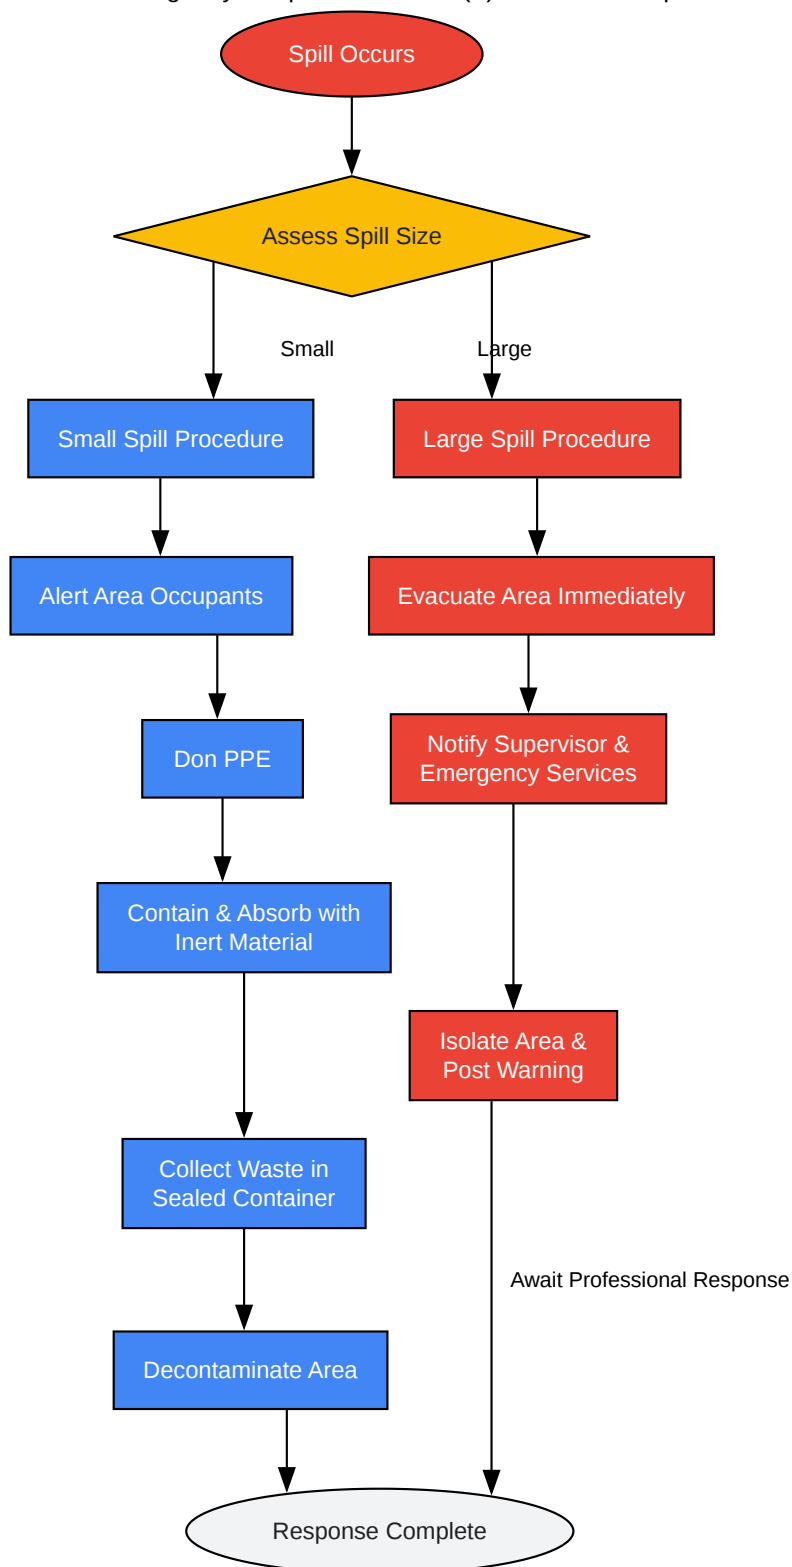 Spill Occurs
Assess Spill Size
Small
Large
Small Spill Procedure
Large Spill Procedure
Alert Area Occupants
Evacuate Area Immediately
Don PPE
Notify Supervisor &
Emergency Services
Contain & Absorb with
Inert Material
Isolate Area &
Post Warning
Collect Waste in
Sealed Container
Await Professional Response
Decontaminate Area
Response Complete